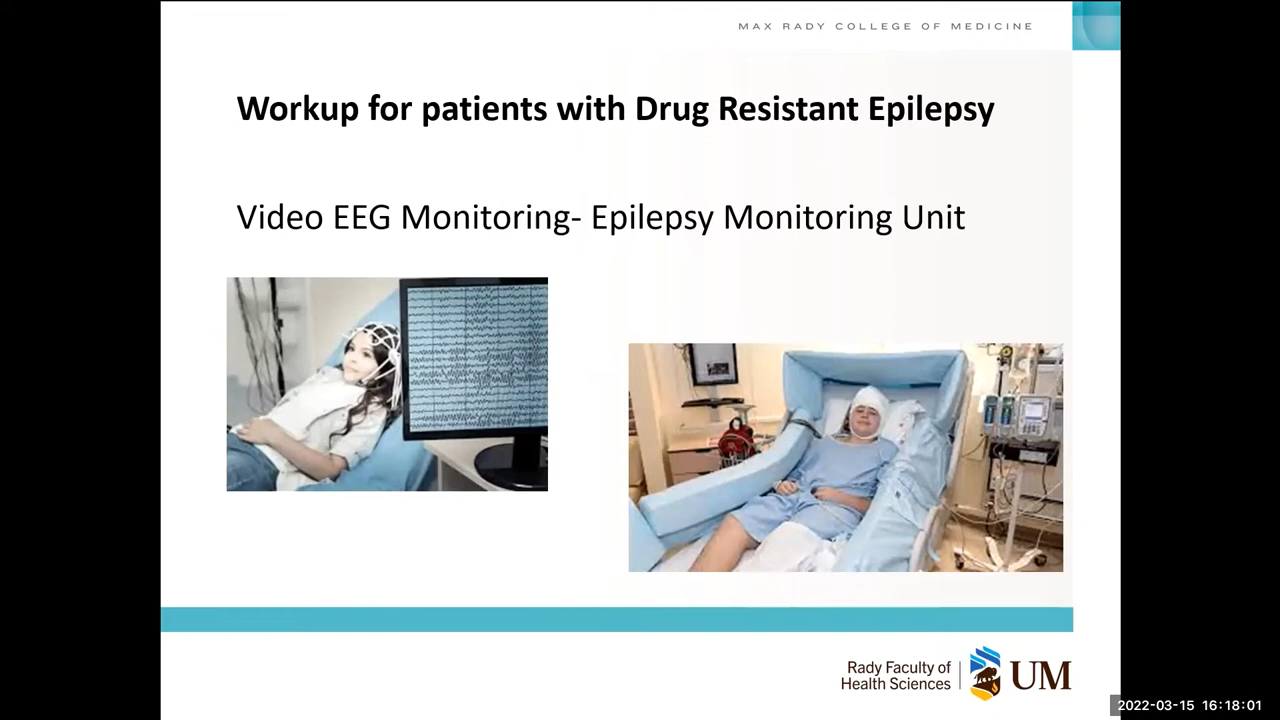 MAX RADY COLLEGE OF MEDICINE
Workup for patients with Drug Resistant Epilepsy
Video EEG Monitoring- Epilepsy Monitoring Unit
Rady Faculty of
Health Sciences
UM
2022-03-15 16:18:01